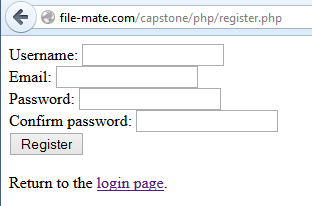 file-mate.com/capstone/php/register.php
Username:
Email:
Password:
Confirm password:
Register
Return to the login page.